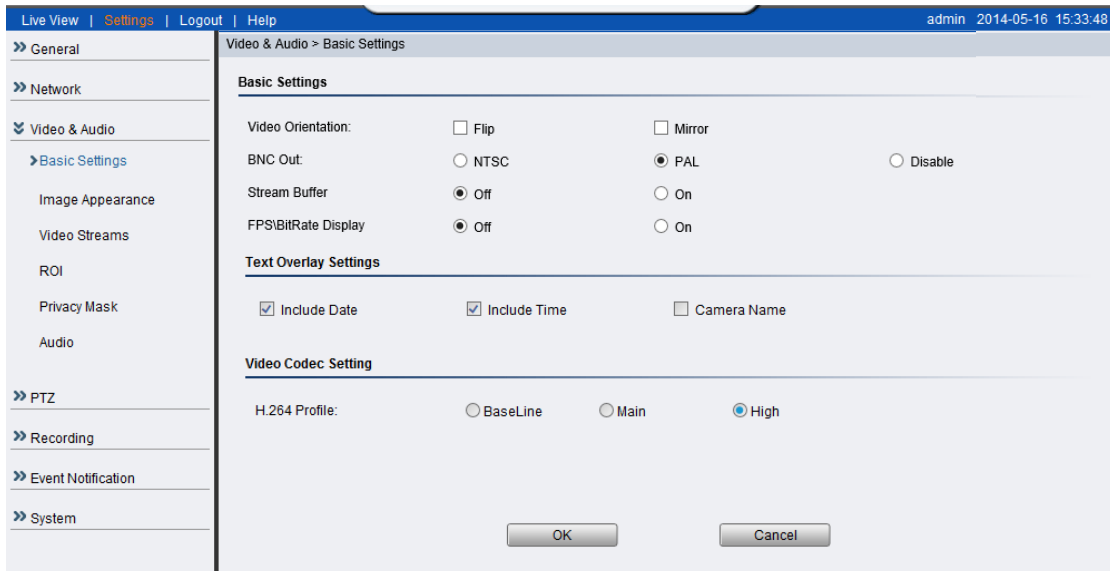 Live View | Settings | Logout | Help admin 2014-05-16 15:33:48
General
Network
Video & Audio
Basic Settings
Image Appearance
Video Streams
ROI
Privacy Mask
Audio
PTZ
Recording
Event Notification
System
Video & Audio > Basic Settings
Basic Settings
Video Orientation: Flip Mirror
BNC Out: NTSC PAL Disable
Stream Buffer Off On
FPS\BitRate Display Off On
Text Overlay Settings
Include Date Include Time Camera Name
Video Codec Setting
H.264 Profile: BaseLine Main High
OK Cancel